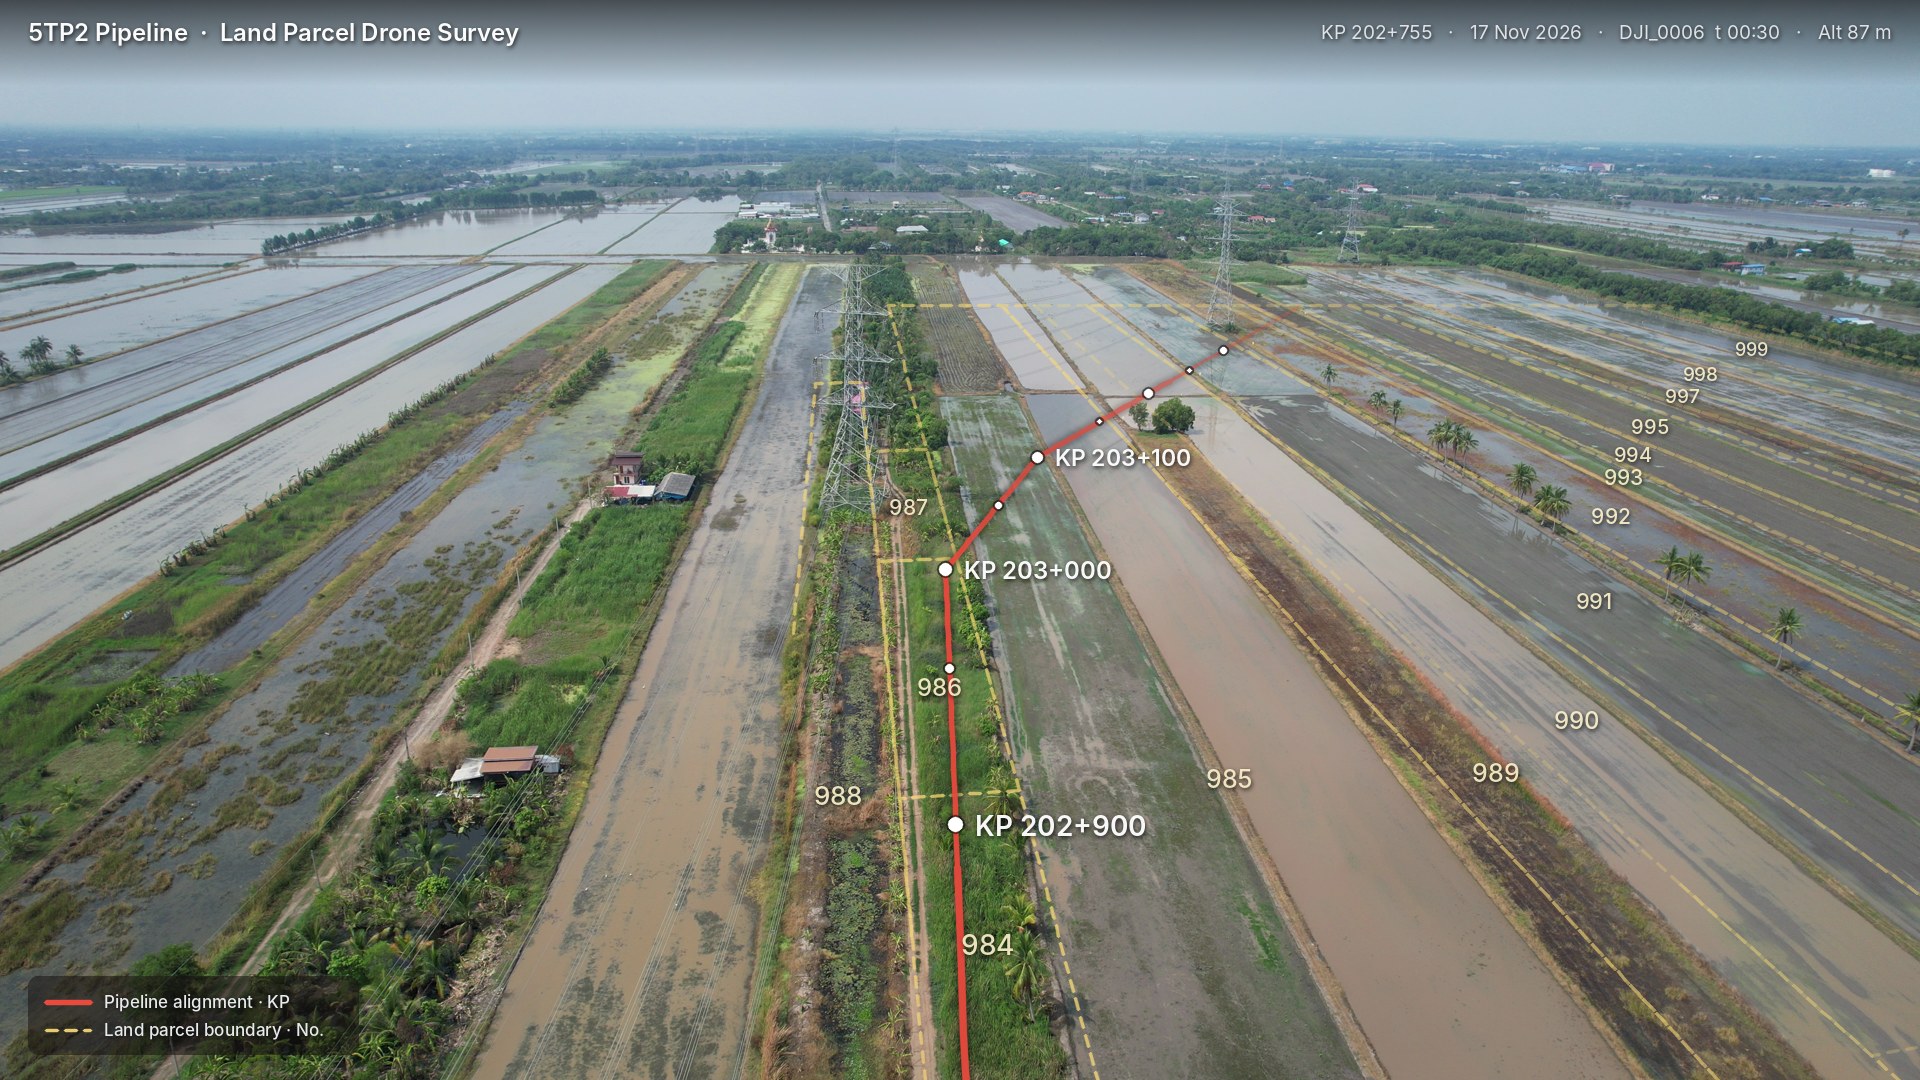 5TP2 Pipeline · Land Parcel Drone Survey
KP 202+755 · 17 Nov 2026 · DJI_0006 t 00:30 · Alt 87 m
999
998
997
995
994
993
992
991
990
989
985
KP 203+100
987
KP 203+000
986
988
KP 202+900
984
Pipeline alignment · KP
Land parcel boundary · No.